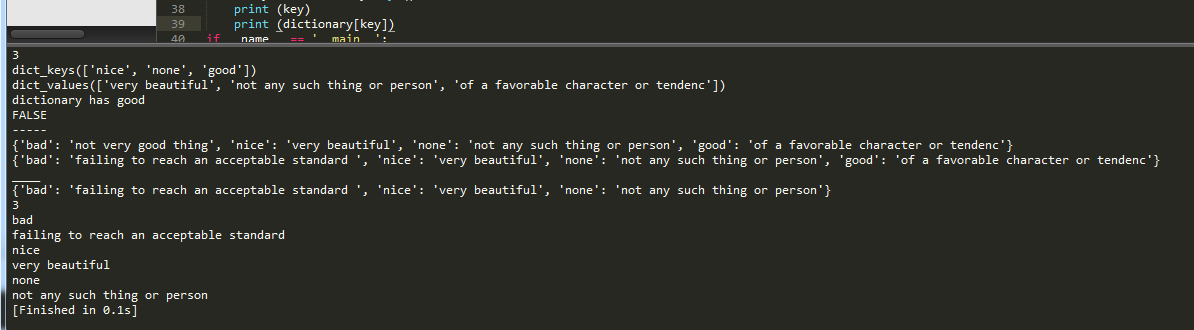 38 print (key)
39 print (dictionary[key])
40 if __name__ == '__main__':
3
dict_keys(['nice', 'none', 'good'])
dict_values(['very beautiful', 'not any such thing or person', 'of a favorable character or tendenc'])
dictionary has good
FALSE
-----
{'bad': 'not very good thing', 'nice': 'very beautiful', 'none': 'not any such thing or person', 'good': 'of a favorable character or tendenc'}
{'bad': 'failing to reach an acceptable standard ', 'nice': 'very beautiful', 'none': 'not any such thing or person', 'good': 'of a favorable character or tendenc'}
____
{'bad': 'failing to reach an acceptable standard ', 'nice': 'very beautiful', 'none': 'not any such thing or person'}
3
bad
failing to reach an acceptable standard
nice
very beautiful
none
not any such thing or person
[Finished in 0.1s]